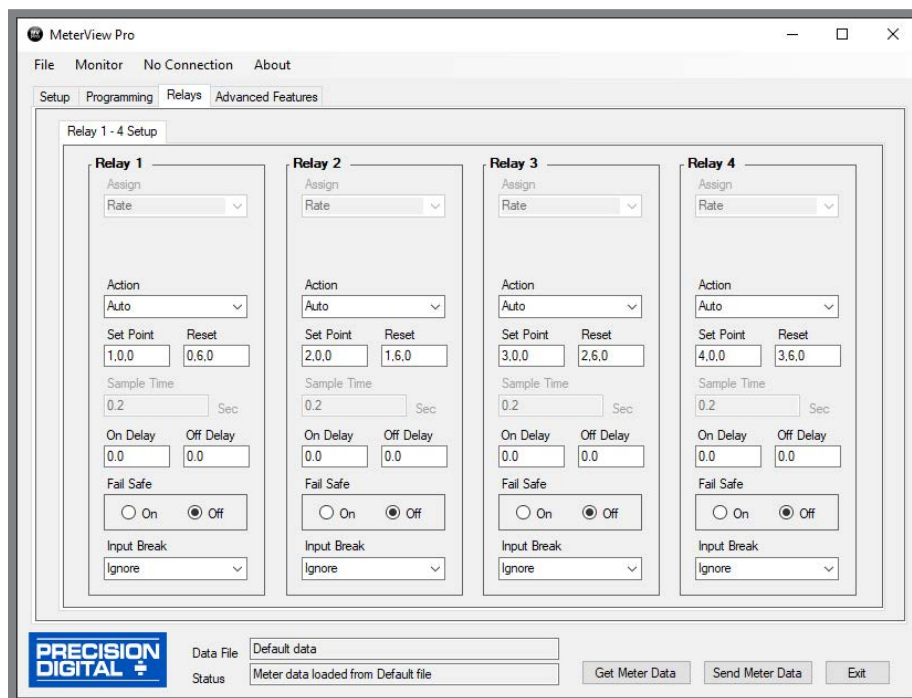 MeterView Pro
File Monitor No Connection About
Setup Programming Relays Advanced Features
Relay 1 - 4 Setup
Relay 1 Relay 2 Relay 3 Relay 4
Assign Assign Assign Assign
Rate Rate Rate Rate
Action Action Action Action
Auto Auto Auto Auto
Set Point Reset Set Point Reset Set Point Reset Set Point Reset
1,0,0 0,6,0 2,0,0 1,6,0 3,0,0 2,6,0 4,0,0 3,6,0
Sample Time Sample Time Sample Time Sample Time
0.2 Sec 0.2 Sec 0.2 Sec 0.2 Sec
On Delay Off Delay On Delay Off Delay On Delay Off Delay On Delay Off Delay
0.0 0.0 0.0 0.0 0.0 0.0 0.0 0.0
Fail Safe Fail Safe Fail Safe Fail Safe
On Off On Off On Off On Off
Input Break Input Break Input Break Input Break
Ignore Ignore Ignore Ignore
PRECISION
DIGITAL
Data File Default data
Status Meter data loaded from Default file
Get Meter Data Send Meter Data Exit